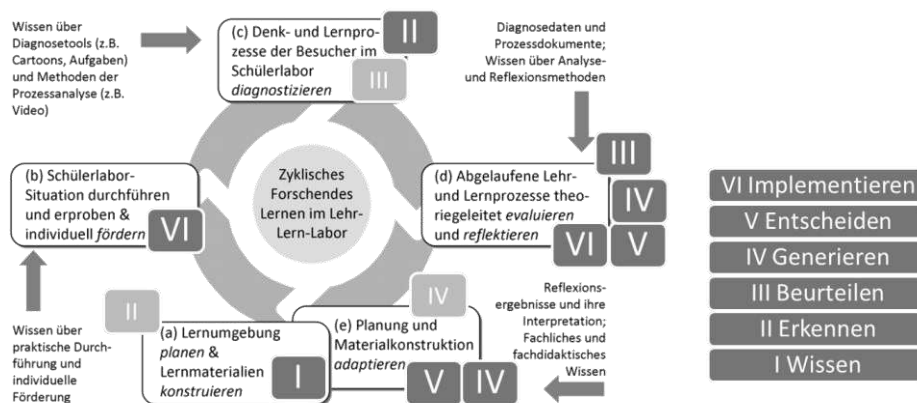 Wissen über
Diagnosetools (z.B.
Cartoons, Aufgaben)
und Methoden der
Prozessanalyse (z.B.
Video)
(c) Denk- und Lernpro-
zesse der Besucher im
Schülerlabor
diagnostizieren
II
III
Diagnosedaten und
Prozessdokumente;
Wissen über Analyse-
und Reflexionsmethoden
(b) Schülerlabor-
Situation durchführen
und erproben &
individuell fördern
VI
Zyklisches
Forschendes
Lernen im Lehr-
Lern-Labor
(d) Abgelaufene Lehr-
und Lernprozesse theo-
riegeleitet evaluieren
und reflektieren
III
IV
VI
V
Wissen über
praktische Durch-
führung und
individuelle
Förderung
II
(a) Lernumgebung
planen &
Lernmaterialien
konstruieren
I
IV
(e) Planung und
Materialkonstruktion
adaptieren
V
IV
Reflexions-
ergebnisse und ihre
Interpretation;
Fachliches und
fachdidaktisches
Wissen
VI Implementieren
V Entscheiden
IV Generieren
III Beurteilen
II Erkennen
I Wissen